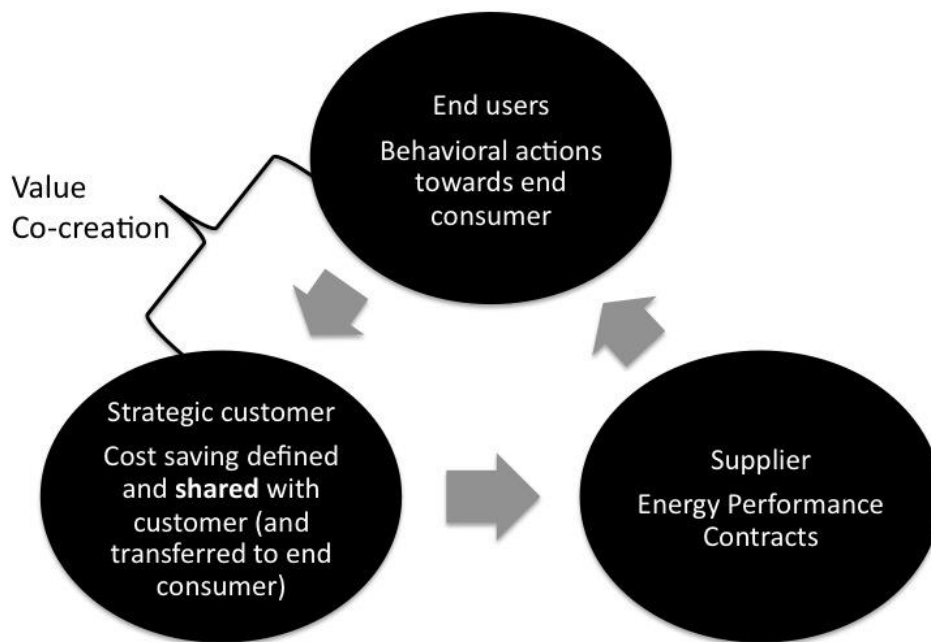 End users
Behavioral actions
towards end
consumer
Value
Co-creation
Strategic customer
Cost saving defined
and shared with
customer (and
transferred to end
consumer)
Supplier
Energy Performance
Contracts